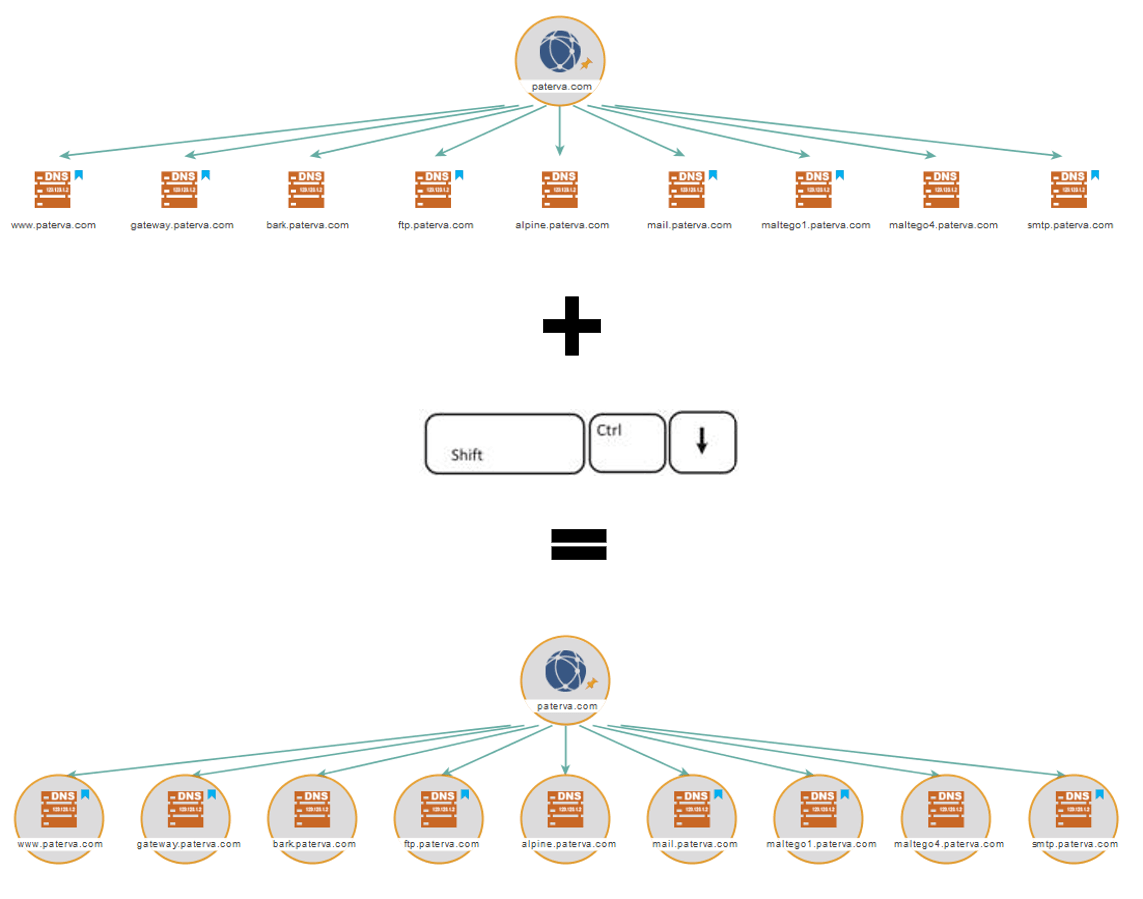 paterva.com
DNS DNS DNS DNS DNS DNS DNS DNS DNS
www.paterva.com gateway.paterva.com bark.paterva.com ftp.paterva.com alpine.paterva.com mail.paterva.com maltego1.paterva.com maltego4.paterva.com smtp.paterva.com
+
Shift Ctrl ↓
=
paterva.com
DNS DNS DNS DNS DNS DNS DNS DNS DNS
www.paterva.com gateway.paterva.com bark.paterva.com ftp.paterva.com alpine.paterva.com mail.paterva.com maltego1.paterva.com maltego4.paterva.com smtp.paterva.com